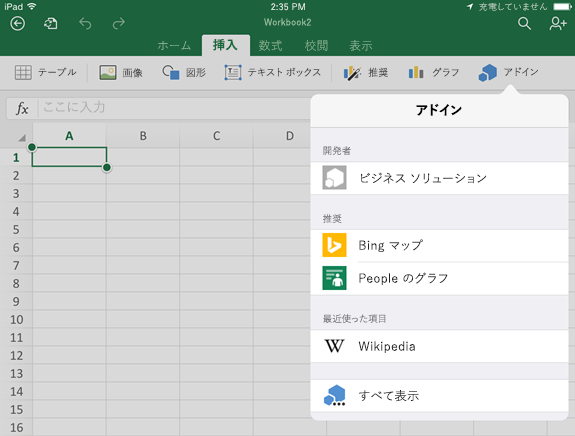 iPad 2:35 PM 充電していません
Workbook2
ホーム 挿入 数式 校閲 表示
テーブル 画像 図形 テキスト ボックス 推奨 グラフ アドイン
fx ここに入力
アドイン
A B C D
1
2
3
4
5
6
7
8
9
10
11
12
13
14
15
16
開発者
ビジネス ソリューション
推奨
Bing マップ
People のグラフ
最近使った項目
W Wikipedia
すべて表示